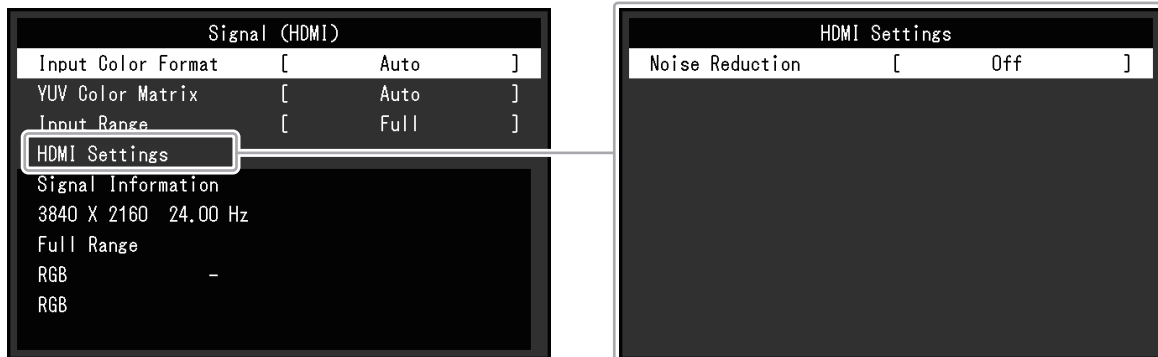 Signal (HDMI)
Input Color Format [ Auto ]
YUV Color Matrix [ Auto ]
Input Range [ Full ]
HDMI Settings
Signal Information
3840 X 2160 24.00 Hz
Full Range
RGB -
RGB
HDMI Settings
Noise Reduction [ Off ]